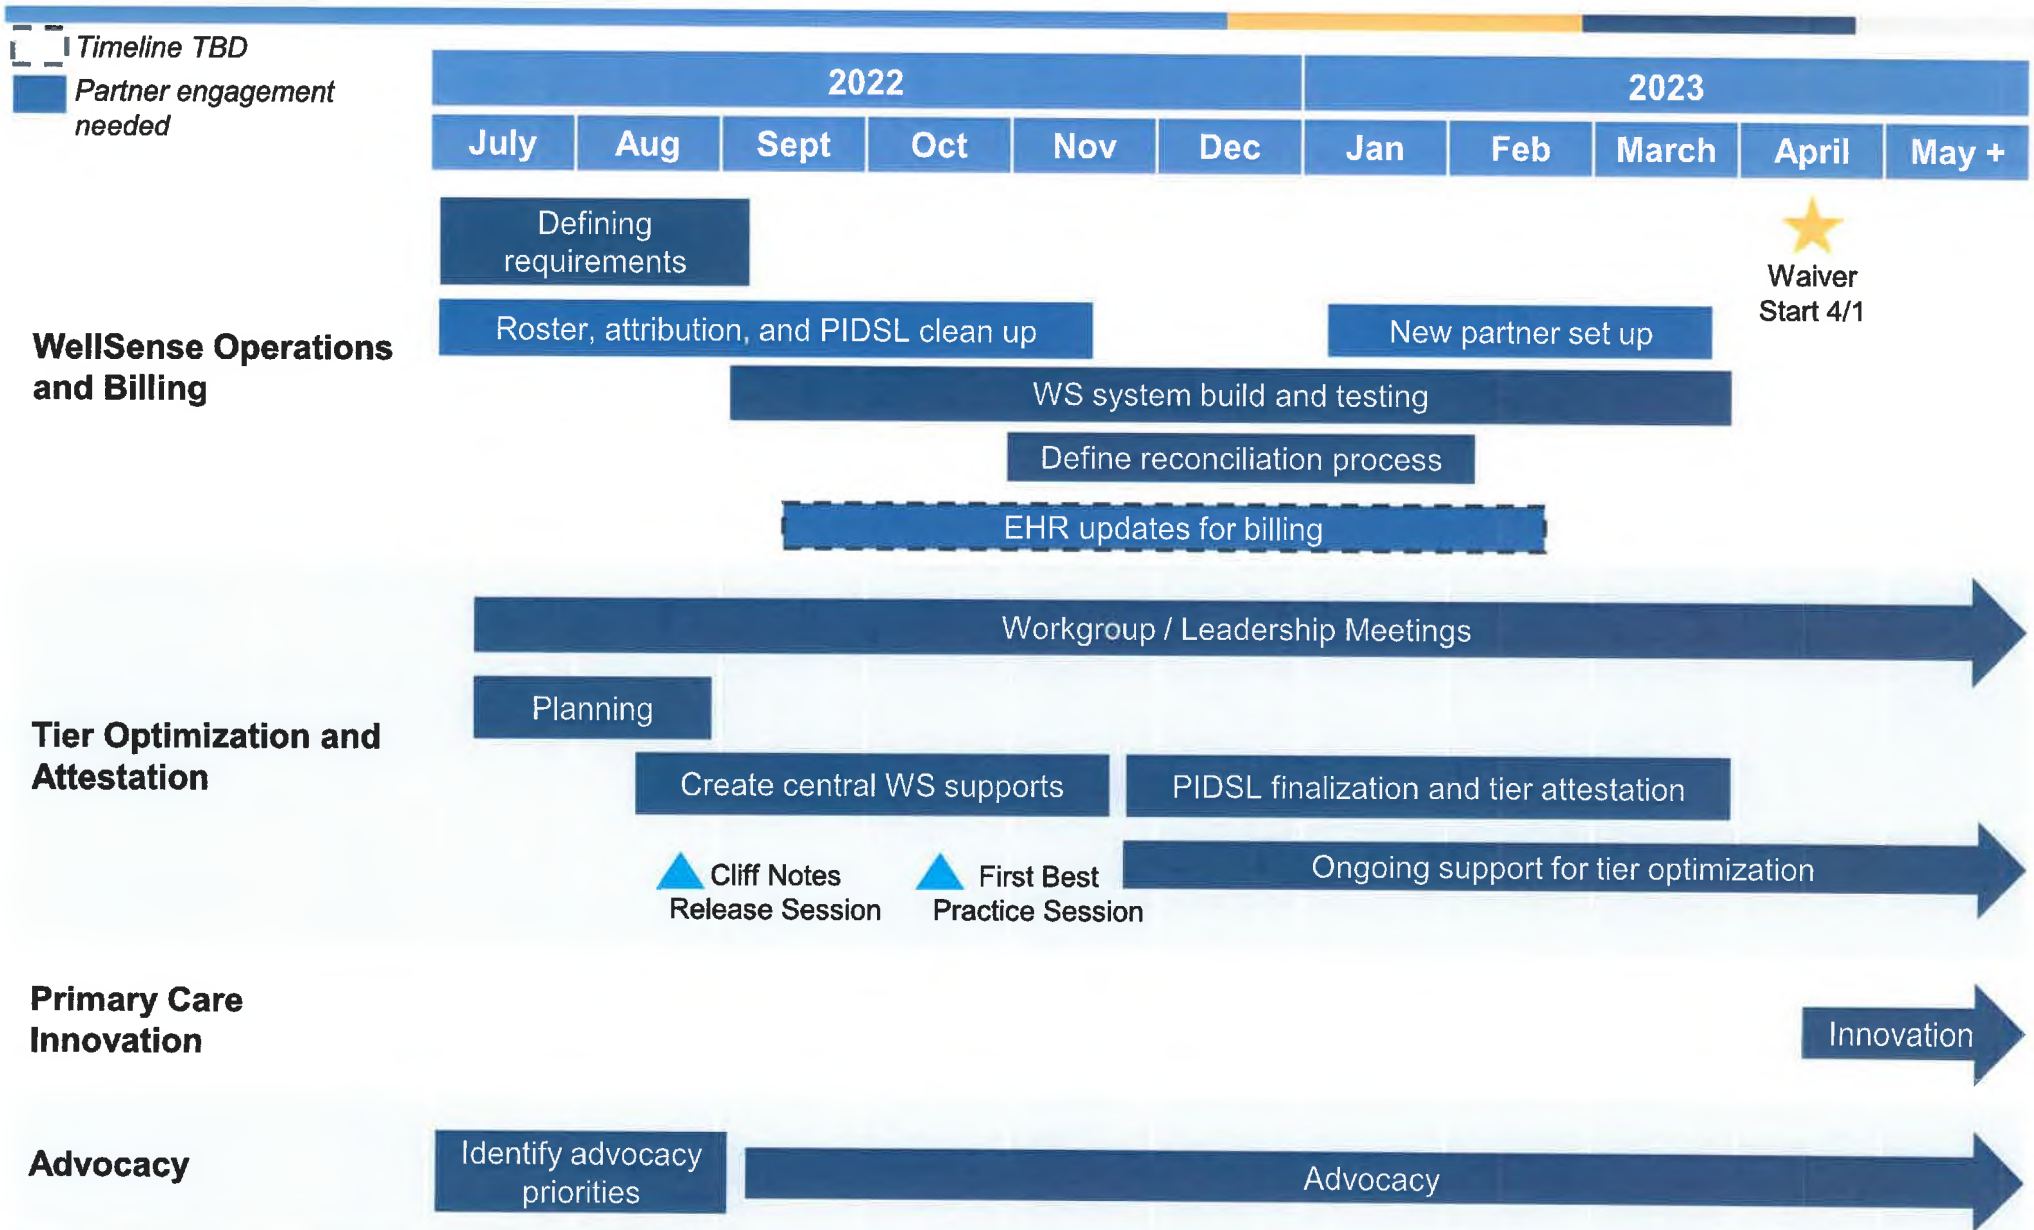 Timeline TBD
Partner engagement
needed
2022
2023
July
Aug
Sept
Oct
Nov
Dec
Jan
Feb
March
April
May +
WellSense Operations
and Billing
Defining
requirements
Waiver
Start 4/1
Roster, attribution, and PIDSL clean up
New partner set up
WS system build and testing
Define reconciliation process
EHR updates for billing
Tier Optimization and
Attestation
Workgroup / Leadership Meetings
Planning
Create central WS supports
PIDSL finalization and tier attestation
Cliff Notes
Release Session
First Best
Practice Session
Ongoing support for tier optimization
Primary Care
Innovation
Innovation
Advocacy
Identify advocacy
priorities
Advocacy